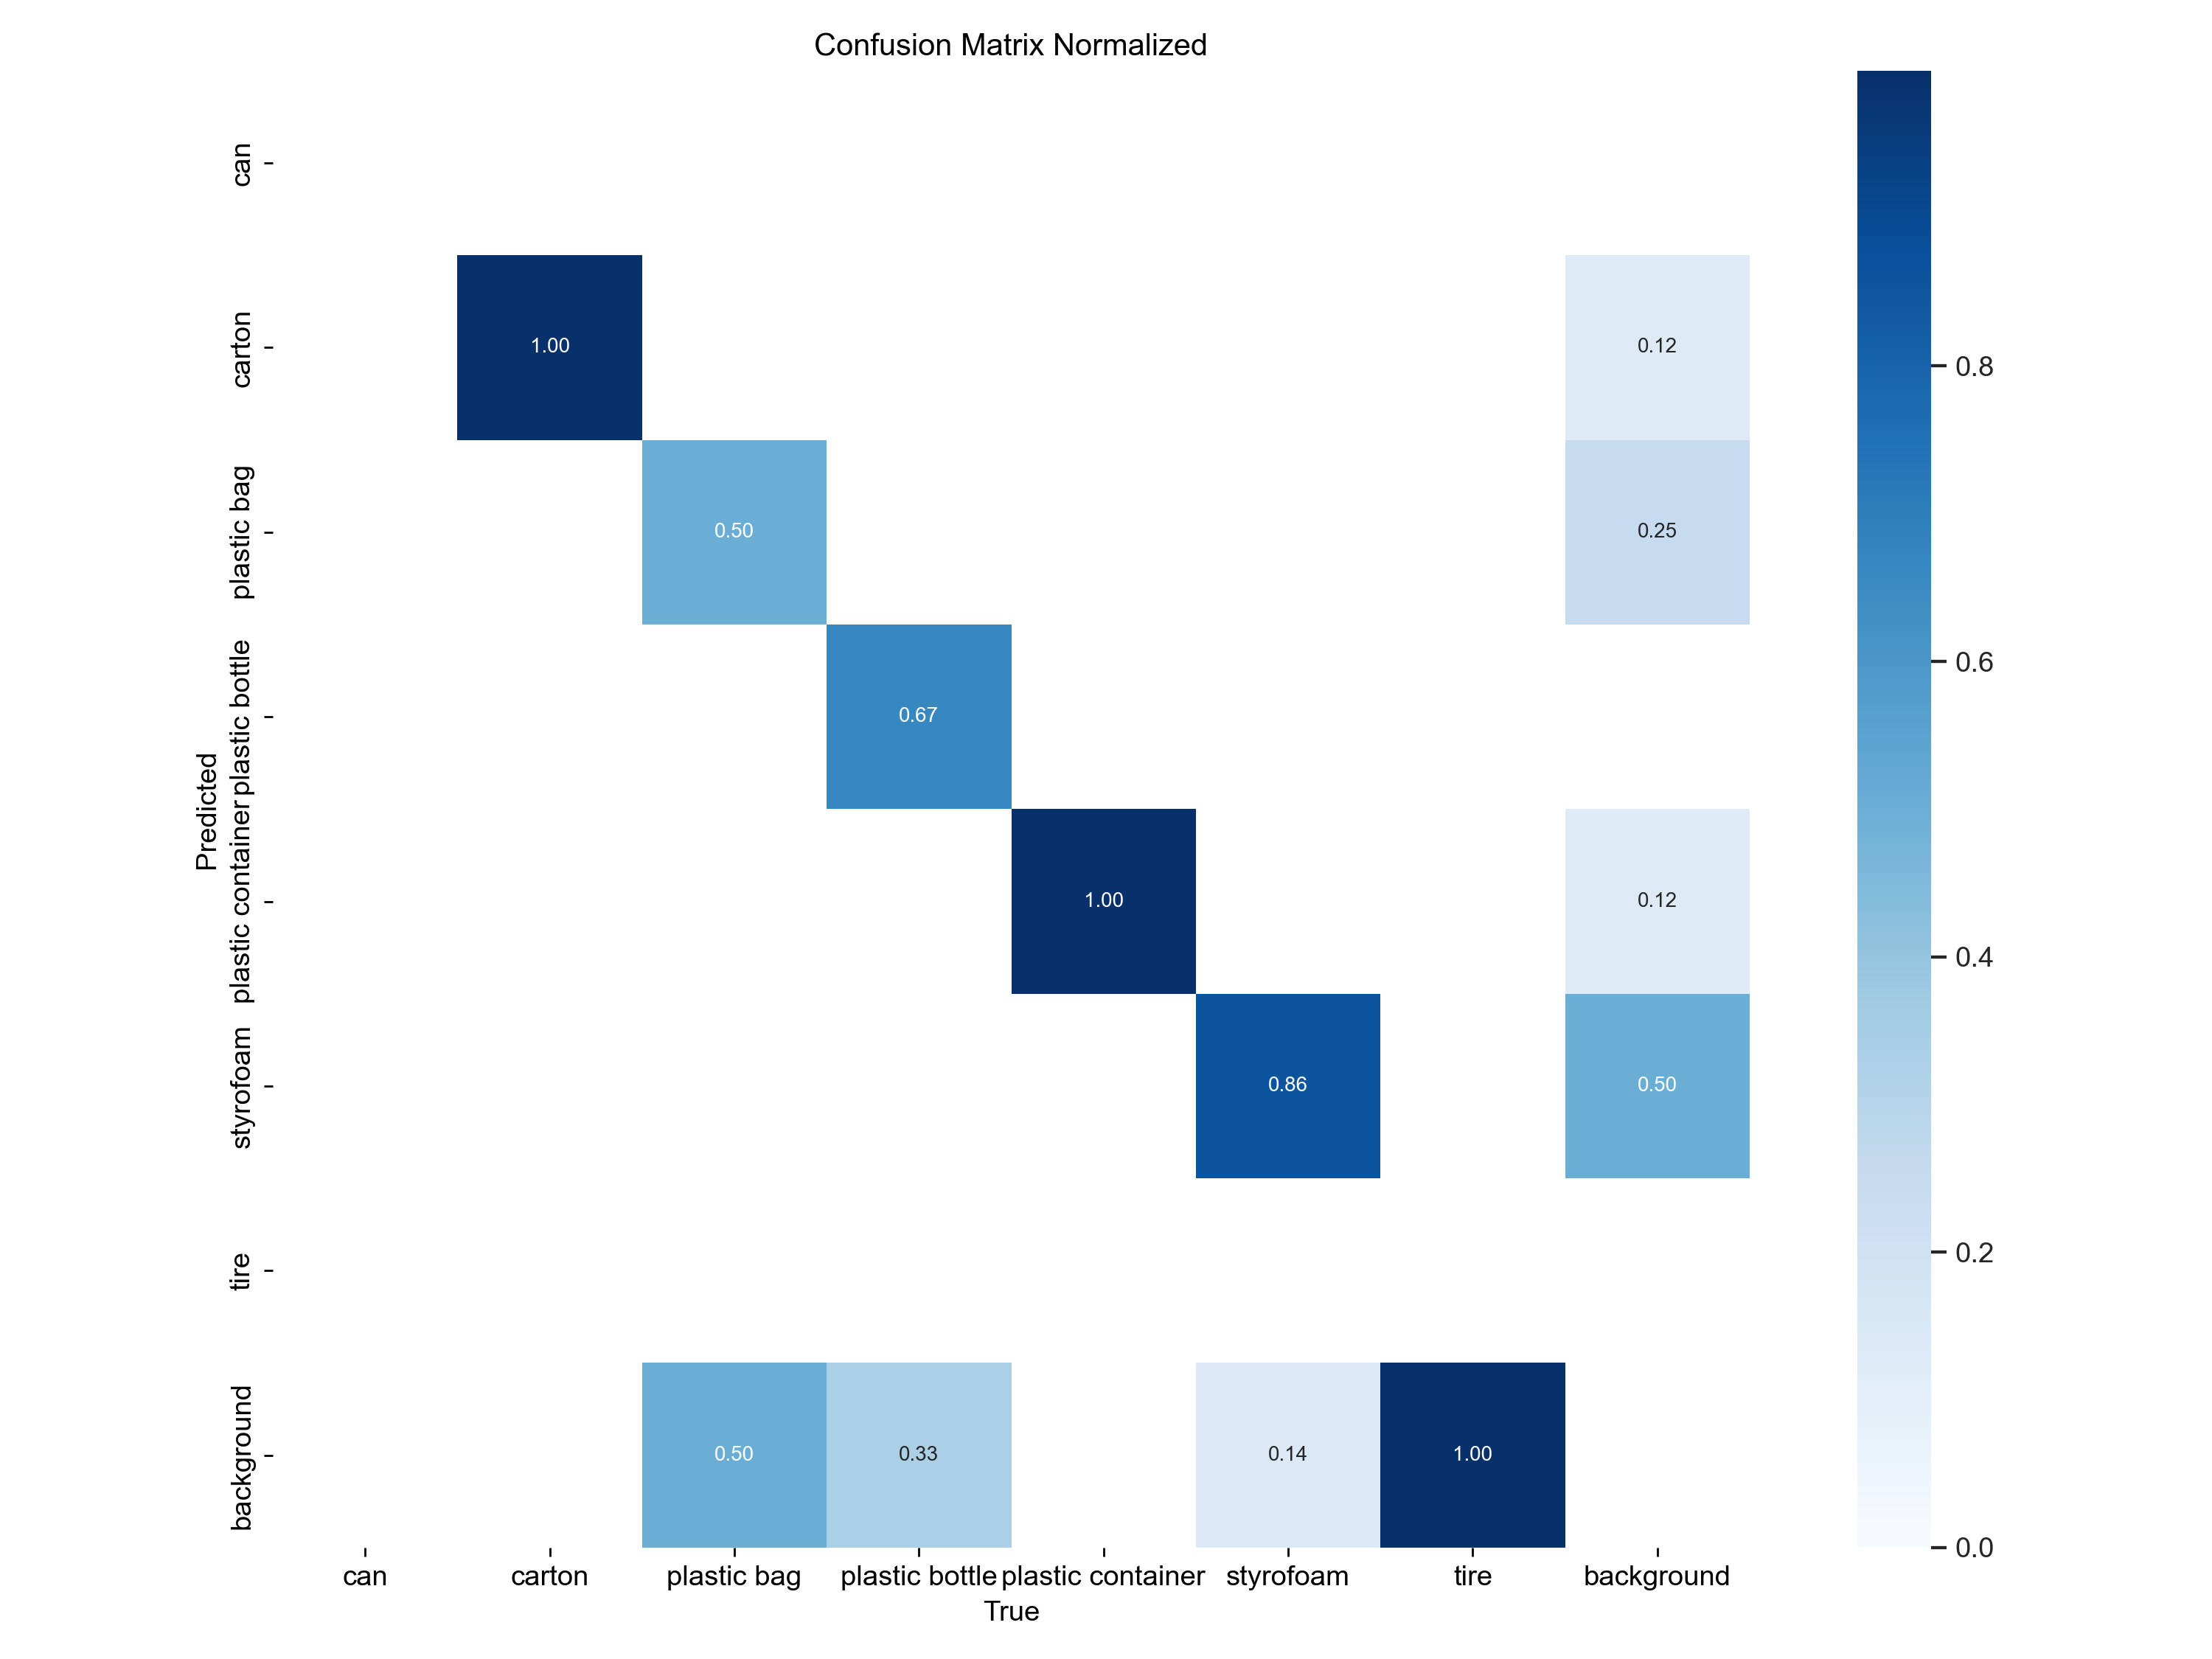 Confusion Matrix Normalized
can
carton
1.00
0.12
plastic bag
0.50
0.25
plastic bottle
0.67
plastic container
1.00
0.12
styrofoam
0.86
0.50
tire
background
0.50
0.33
0.14
1.00
Predicted
can
carton
plastic bag
plastic bottle
plastic container
styrofoam
tire
background
True
0.8
0.6
0.4
0.2
0.0